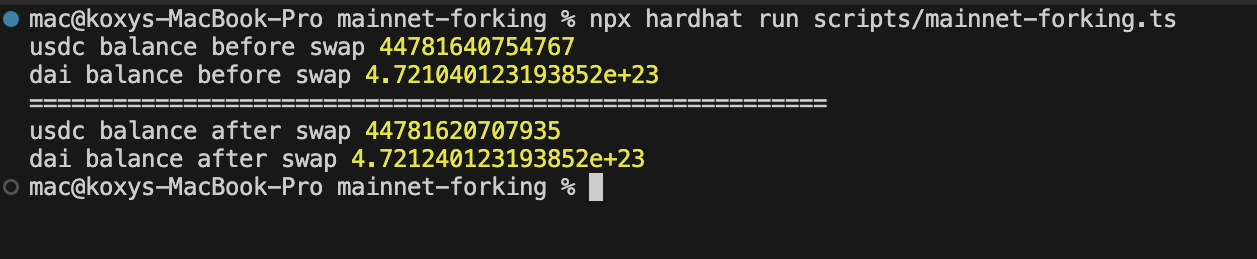 mac@koxys-MacBook-Pro mainnet-forking % npx hardhat run scripts/mainnet-forking.ts
usdc balance before swap 44781640754767
dai balance before swap 4.721040123193852e+23
=========================================================
usdc balance after swap 44781620707935
dai balance after swap 4.721240123193852e+23
mac@koxys-MacBook-Pro mainnet-forking %